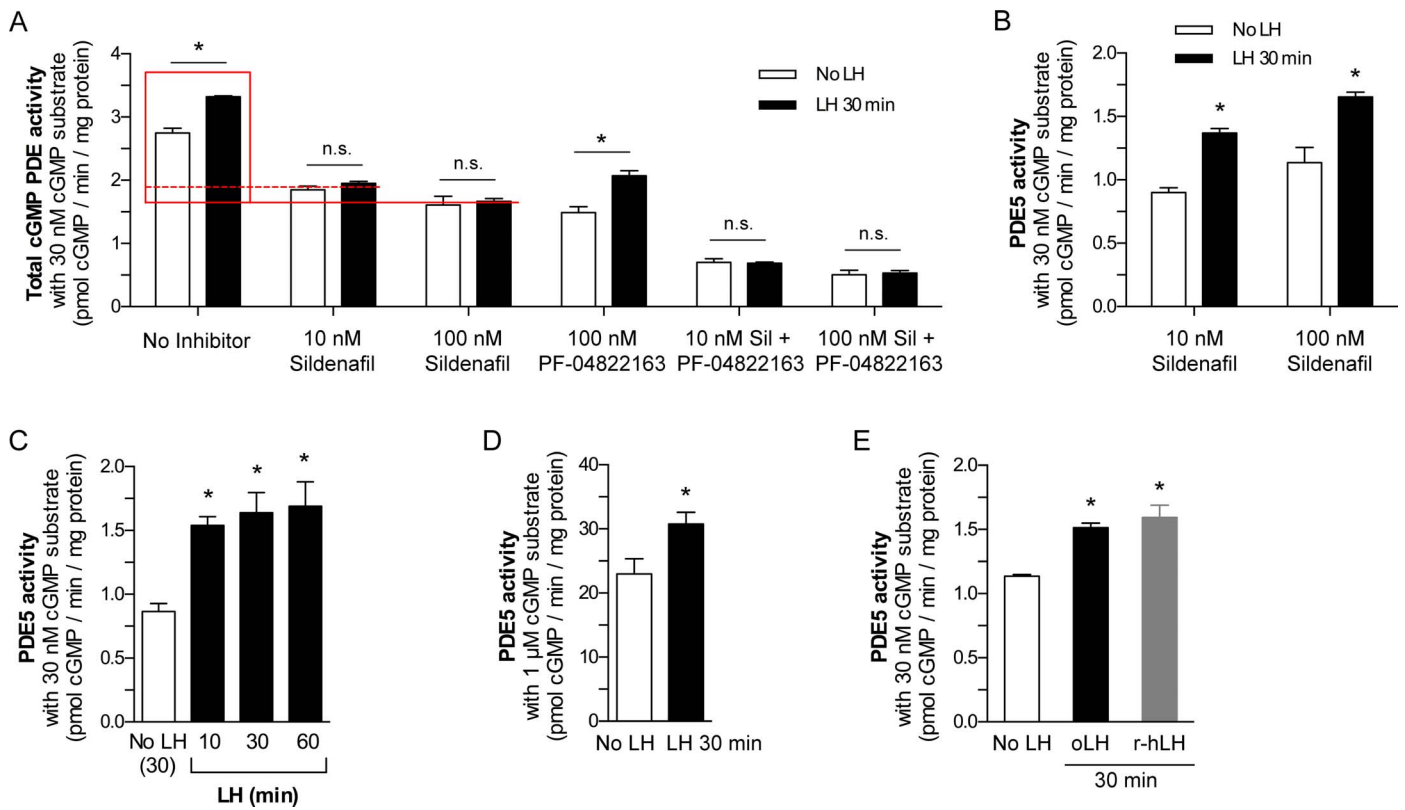 A
Total cGMP PDE activity
with 30 nM cGMP substrate
(pmol cGMP / min / mg protein)
4
3
2
1
0
*
n.s.
n.s.
*
n.s.
n.s.
No LH
LH 30 min
No Inhibitor
10 nM
Sildenafil
100 nM
Sildenafil
100 nM
PF-04822163
10 nM Sil +
PF-04822163
100 nM Sil +
PF-04822163
B
PDE5 activity
with 30 nM cGMP substrate
(pmol cGMP / min / mg protein)
2.0
1.5
1.0
0.5
0.0
No LH
LH 30 min
*
*
10 nM
Sildenafil
100 nM
Sildenafil
C
PDE5 activity
with 30 nM cGMP substrate
(pmol cGMP / min / mg protein)
2.0
1.5
1.0
0.5
0.0
*
*
*
No LH
(30)
10
30
60
LH (min)
D
PDE5 activity
with 1 µM cGMP substrate
(pmol cGMP / min / mg protein)
40
30
20
10
0
*
No LH
LH 30 min
E
PDE5 activity
with 30 nM cGMP substrate
(pmol cGMP / min / mg protein)
2.0
1.5
1.0
0.5
0.0
*
*
No LH
oLH
r-hLH
30 min